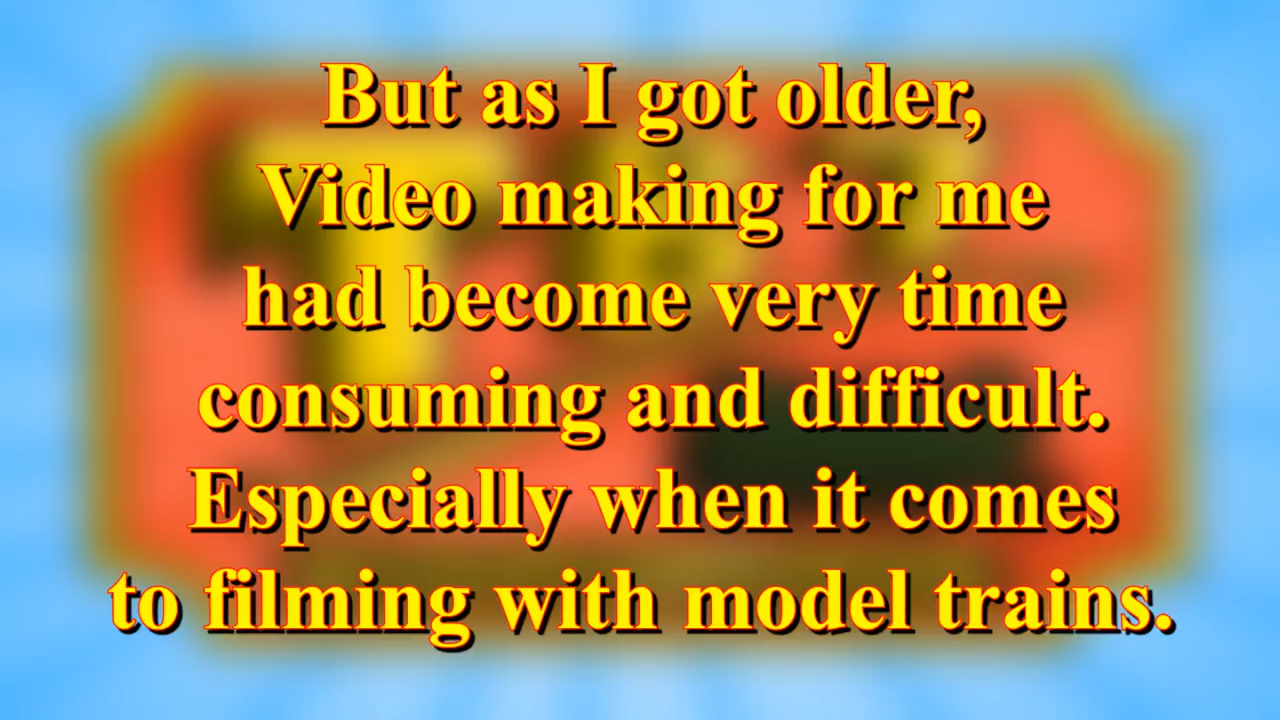 But as I got older,
Video making for me
had become very time
consuming and difficult.
Especially when it comes
to filming with model trains.